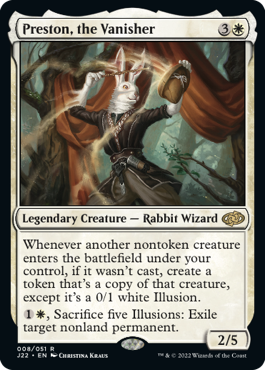 Preston, the Vanisher 3
Legendary Creature — Rabbit Wizard
Whenever another nontoken creature
enters the battlefield under your
control, if it wasn't cast, create a
token that's a copy of that creature,
except it's a 0/1 white Illusion.
1 , Sacrifice five Illusions: Exile
target nonland permanent.
2/5
008/051 R
J22 • EN Christina Kraus
™ & © 2022 Wizards of the Coast